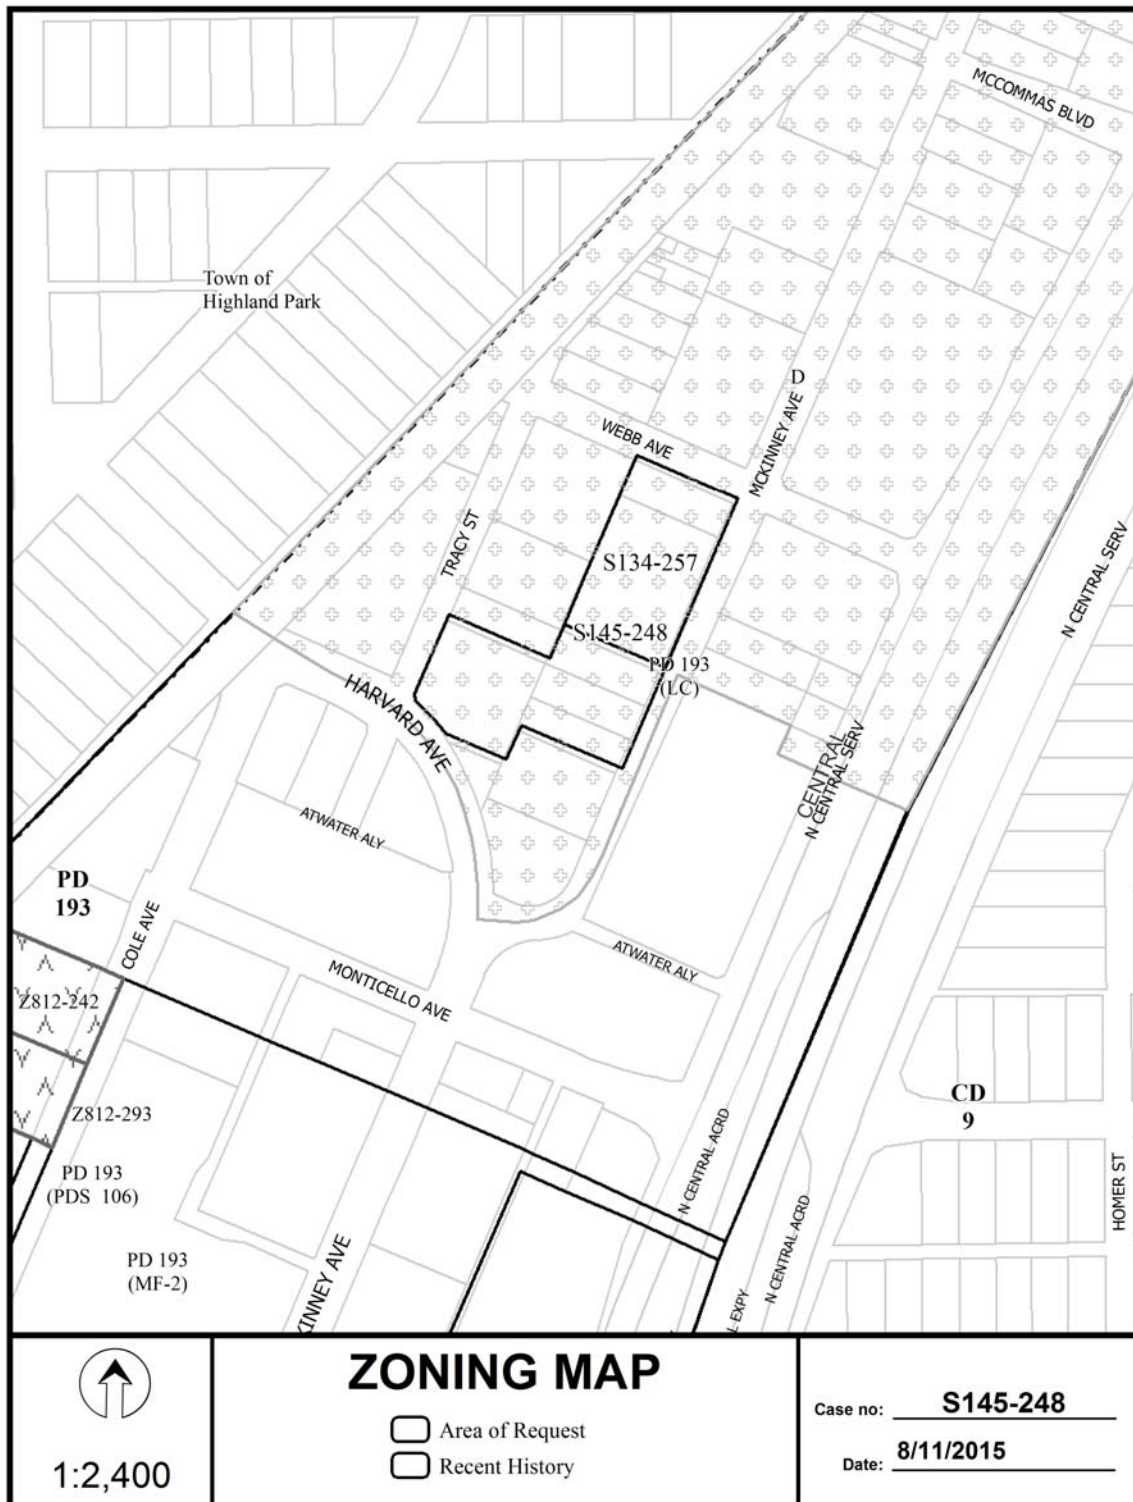 MCCOMMAS BLVD
Town of
Highland Park
D
MCKINNEY AVE
WEBB AVE
TRACY ST
S134-257
S145-248
PD 193
(LC)
N CENTRAL SERV
HARVARD AVE
CENTRAL
N CENTRAL SERV
ATWATER ALY
PD
193
COLE AVE
ATWATER ALY
MONTICELLO AVE
Z812-242
Z812-293
CD
9
PD 193
(PDS 106)
N CENTRAL ACRD
HOMER ST
N CENTRAL ACRD
PD 193
(MF-2)
KINNEY AVE
L EXPY
1:2,400
ZONING MAP
Area of Request
Recent History
Case no: S145-248
Date: 8/11/2015